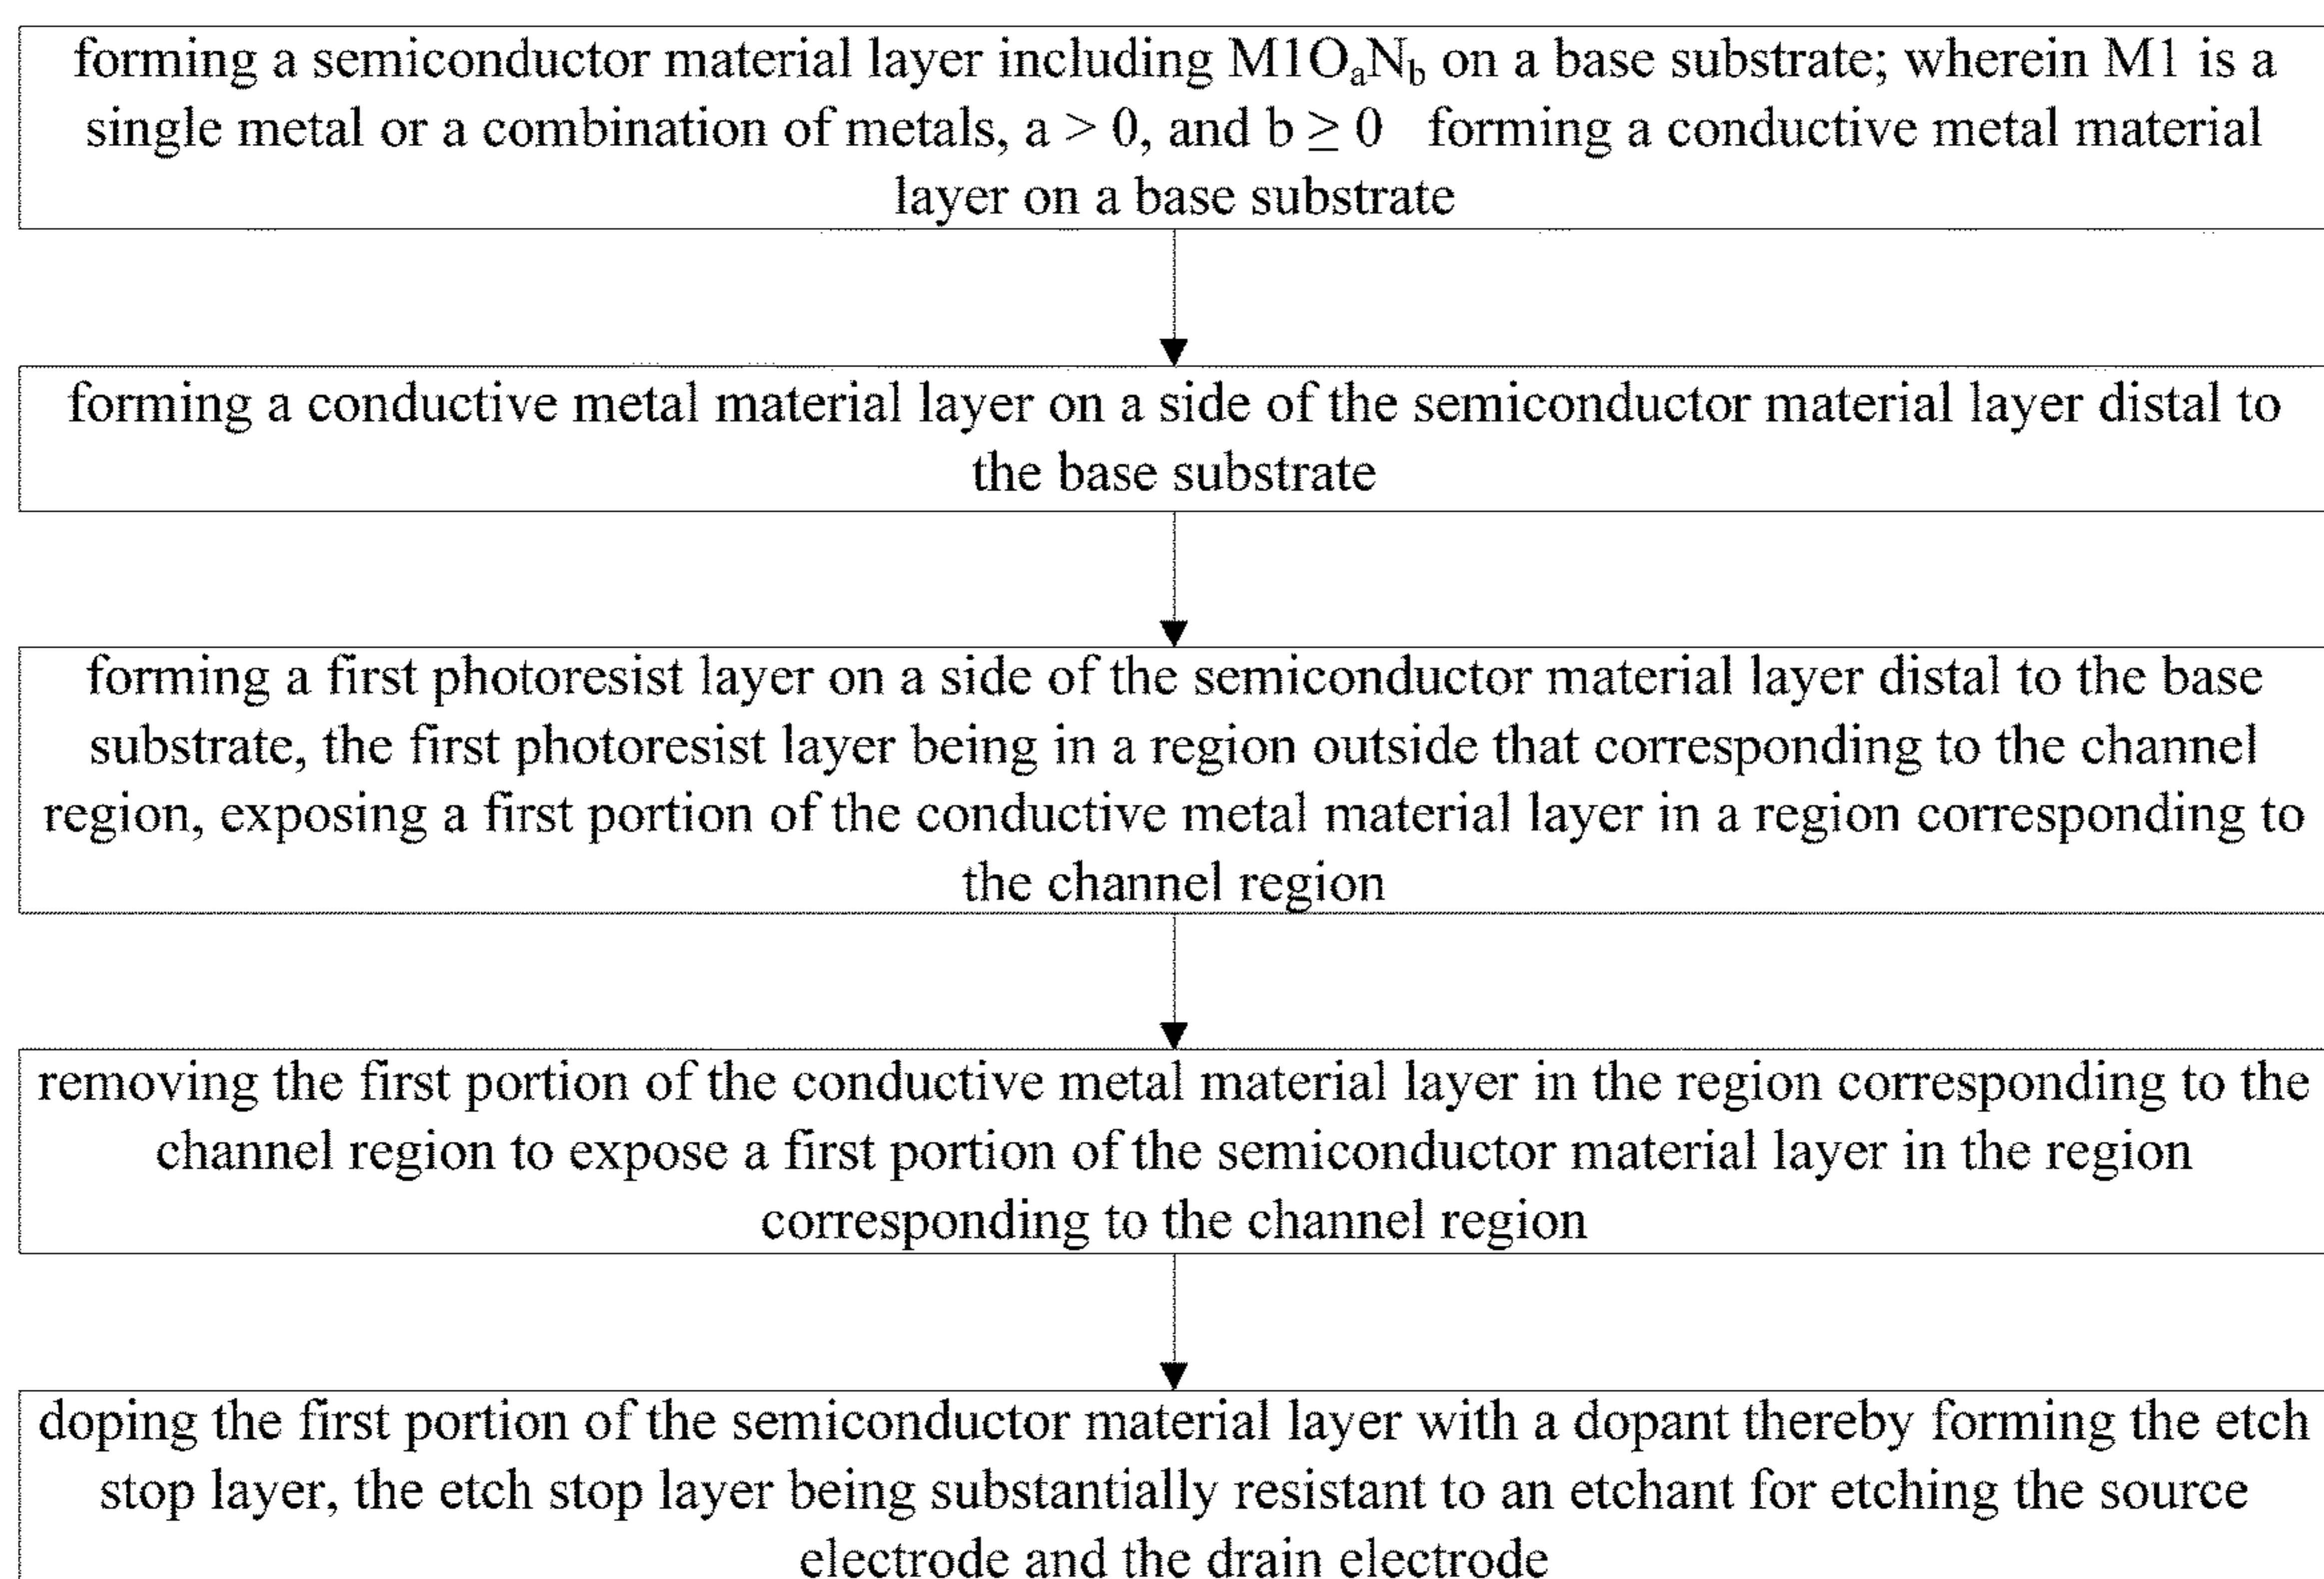 forming a semiconductor material layer including M1OₐN_b on a base substrate; wherein M1 is a
single metal or a combination of metals, a > 0, and b ≥ 0 forming a conductive metal material
layer on a base substrate
forming a conductive metal material layer on a side of the semiconductor material layer distal to
the base substrate
forming a first photoresist layer on a side of the semiconductor material layer distal to the base
substrate, the first photoresist layer being in a region outside that corresponding to the channel
region, exposing a first portion of the conductive metal material layer in a region corresponding to
the channel region
removing the first portion of the conductive metal material layer in the region corresponding to the
channel region to expose a first portion of the semiconductor material layer in the region
corresponding to the channel region
doping the first portion of the semiconductor material layer with a dopant thereby forming the etch
stop layer, the etch stop layer being substantially resistant to an etchant for etching the source
electrode and the drain electrode